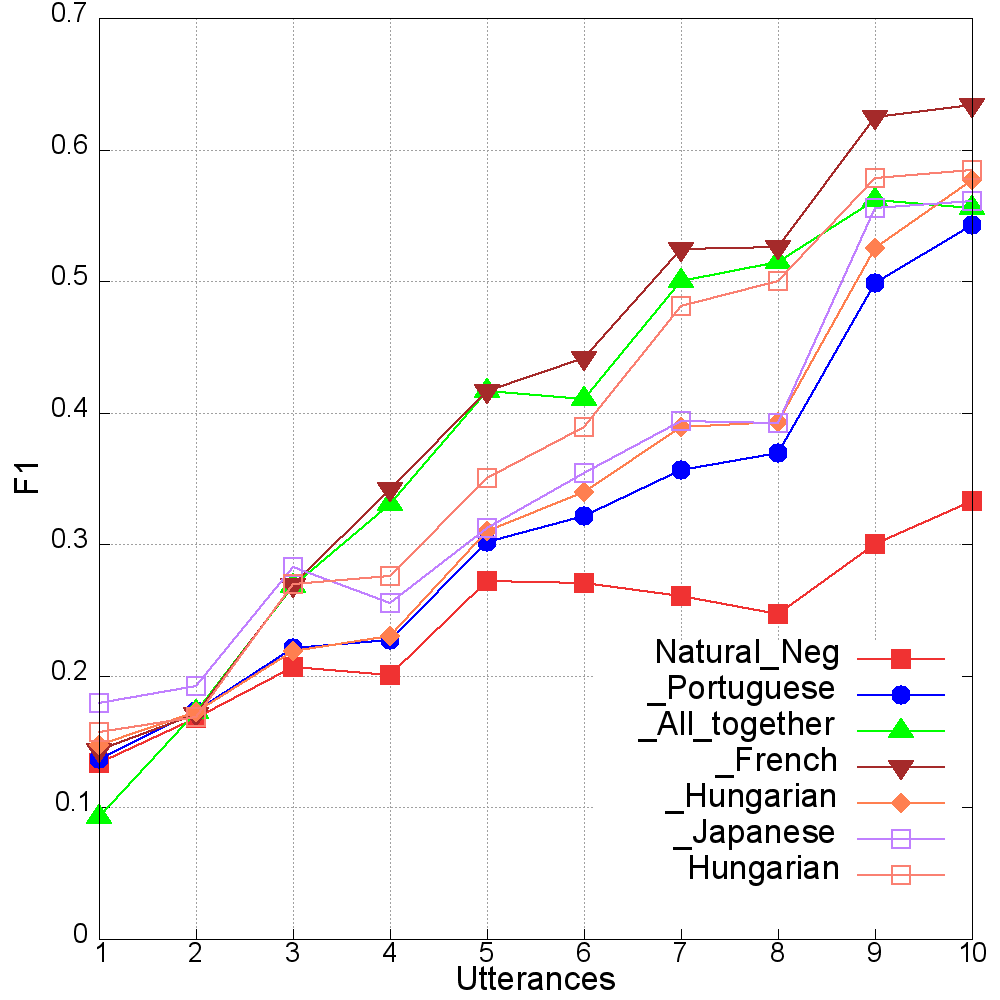 0.7
0.6
0.5
0.4
0.3
0.2
0.1
0
F1
1 2 3 4 5 6 7 8 9 10
Utterances
Natural_Neg
_Portuguese
_All_together
_French
_Hungarian
_Japanese
Hungarian